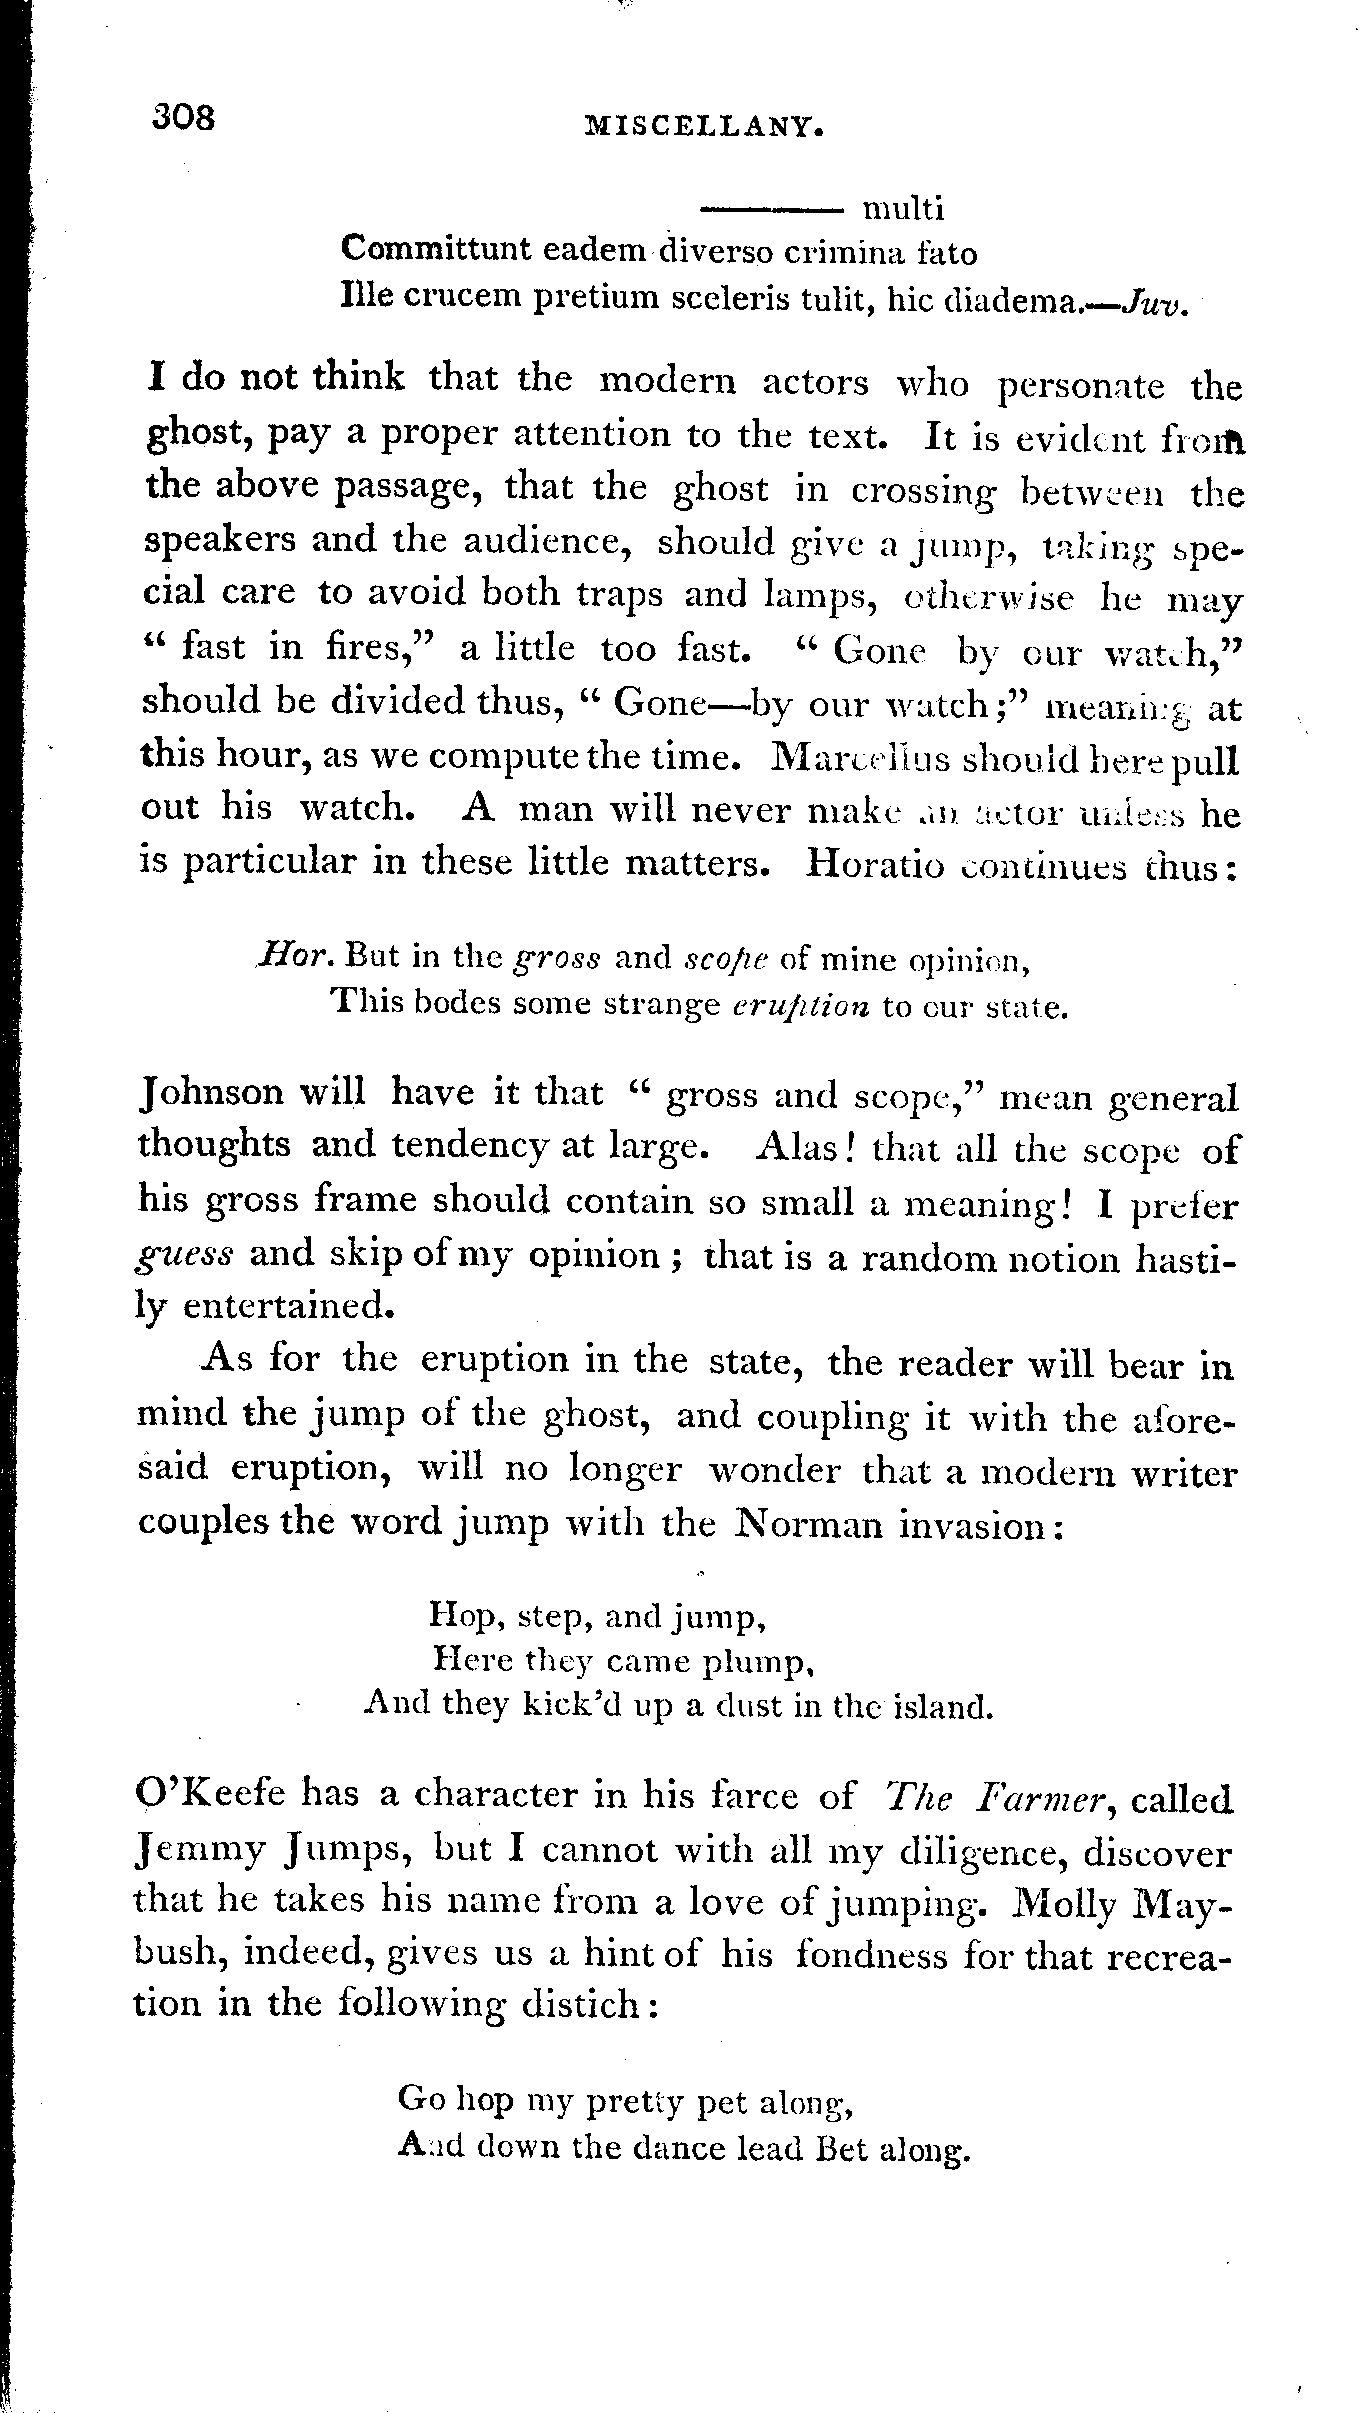 308
MISCELLANY.
——— multi
Committunt eadem diverso crimina fato
Ille crucem pretium sceleris tulit, hic diadema.—Juv.
I do not think that the modern actors who personate the
ghost, pay a proper attention to the text. It is evident from
the above passage, that the ghost in crossing between the
speakers and the audience, should give a jump, taking spe-
cial care to avoid both traps and lamps, otherwise he may
“ fast in fires,” a little too fast. “ Gone by our watch,”
should be divided thus, “ Gone—by our watch;” meaning at
this hour, as we compute the time. Marcellus should here pull
out his watch. A man will never make an actor unless he
is particular in these little matters. Horatio continues thus:
Hor. But in the gross and scope of mine opinion,
This bodes some strange eruption to our state.
Johnson will have it that “ gross and scope,” mean general
thoughts and tendency at large. Alas! that all the scope of
his gross frame should contain so small a meaning! I prefer
guess and skip of my opinion ; that is a random notion hasti-
ly entertained.
As for the eruption in the state, the reader will bear in
mind the jump of the ghost, and coupling it with the afore-
said eruption, will no longer wonder that a modern writer
couples the word jump with the Norman invasion:
Hop, step, and jump,
Here they came plump,
And they kick’d up a dust in the island.
O’Keefe has a character in his farce of The Farmer, called
Jemmy Jumps, but I cannot with all my diligence, discover
that he takes his name from a love of jumping. Molly May-
bush, indeed, gives us a hint of his fondness for that recrea-
tion in the following distich:
Go hop my pretty pet along,
And down the dance lead Bet along.